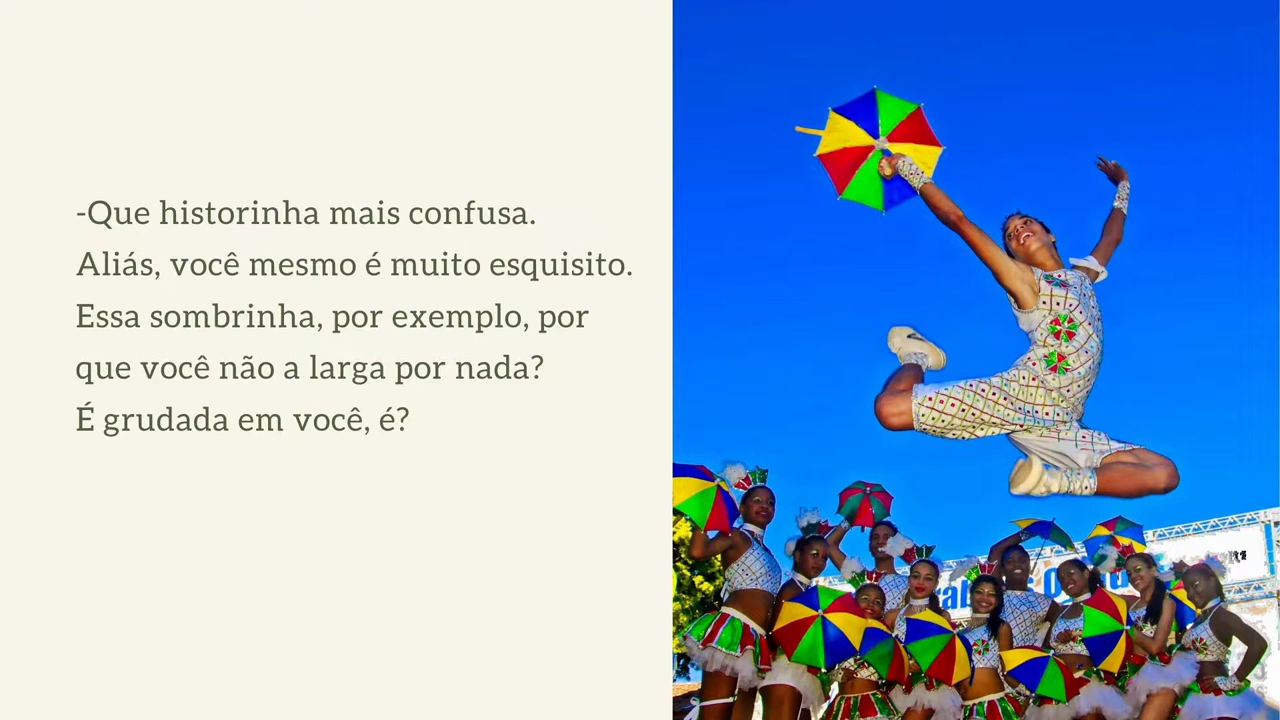 -Que historinha mais confusa.
Aliás, você mesmo é muito esquisito.
Essa sombrinha, por exemplo, por
que você não a larga por nada?
É grudada em você, é?